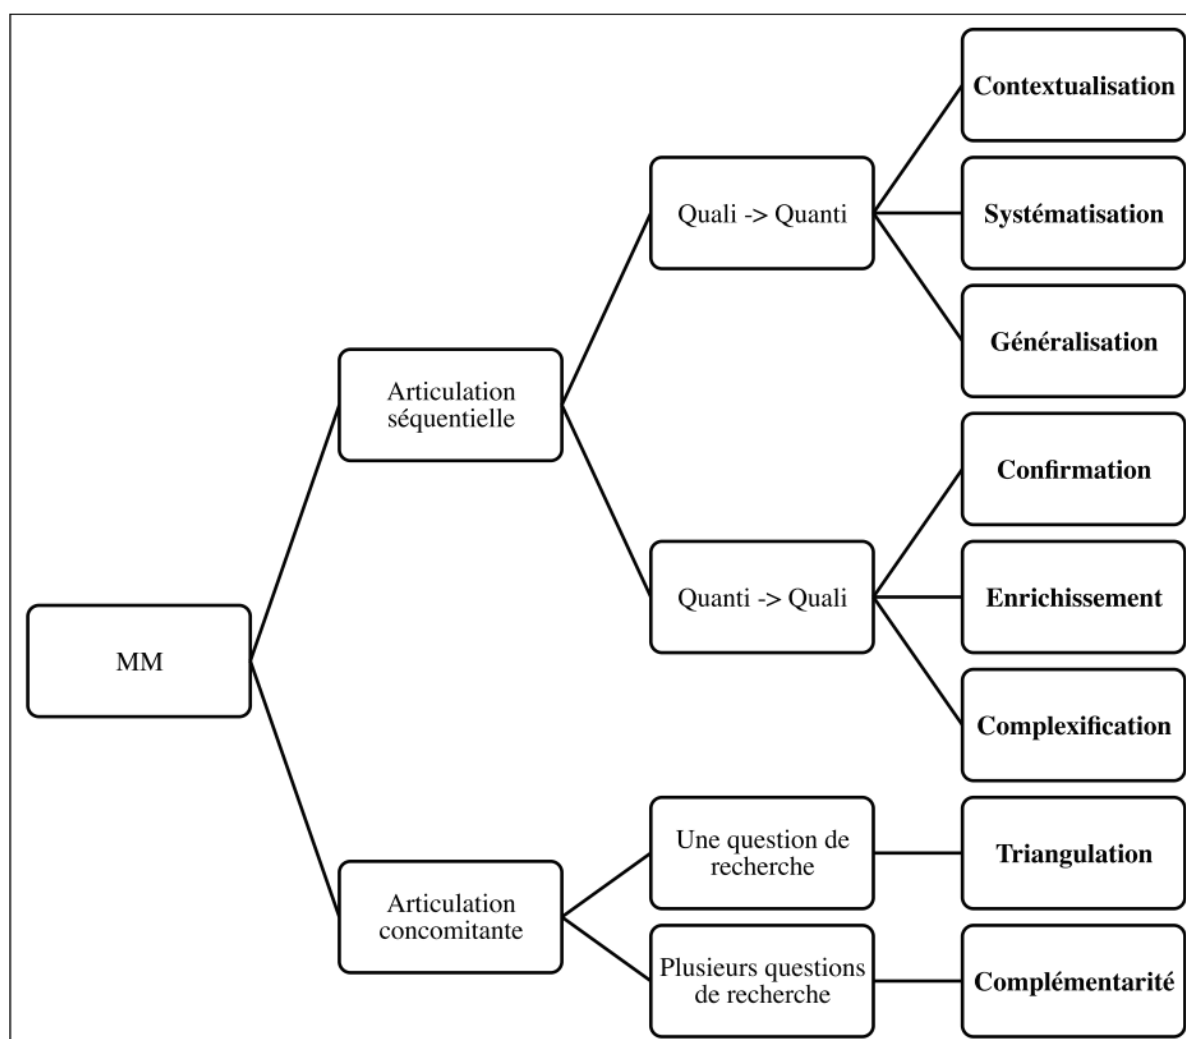 Contextualisation
Quali -> Quanti
Systématisation
Généralisation
Articulation
séquentielle
Confirmation
Quanti -> Quali
Enrichissement
MM
Complexification
Une question de
recherche
Triangulation
Articulation
concomitante
Plusieurs questions
de recherche
Complémentarité